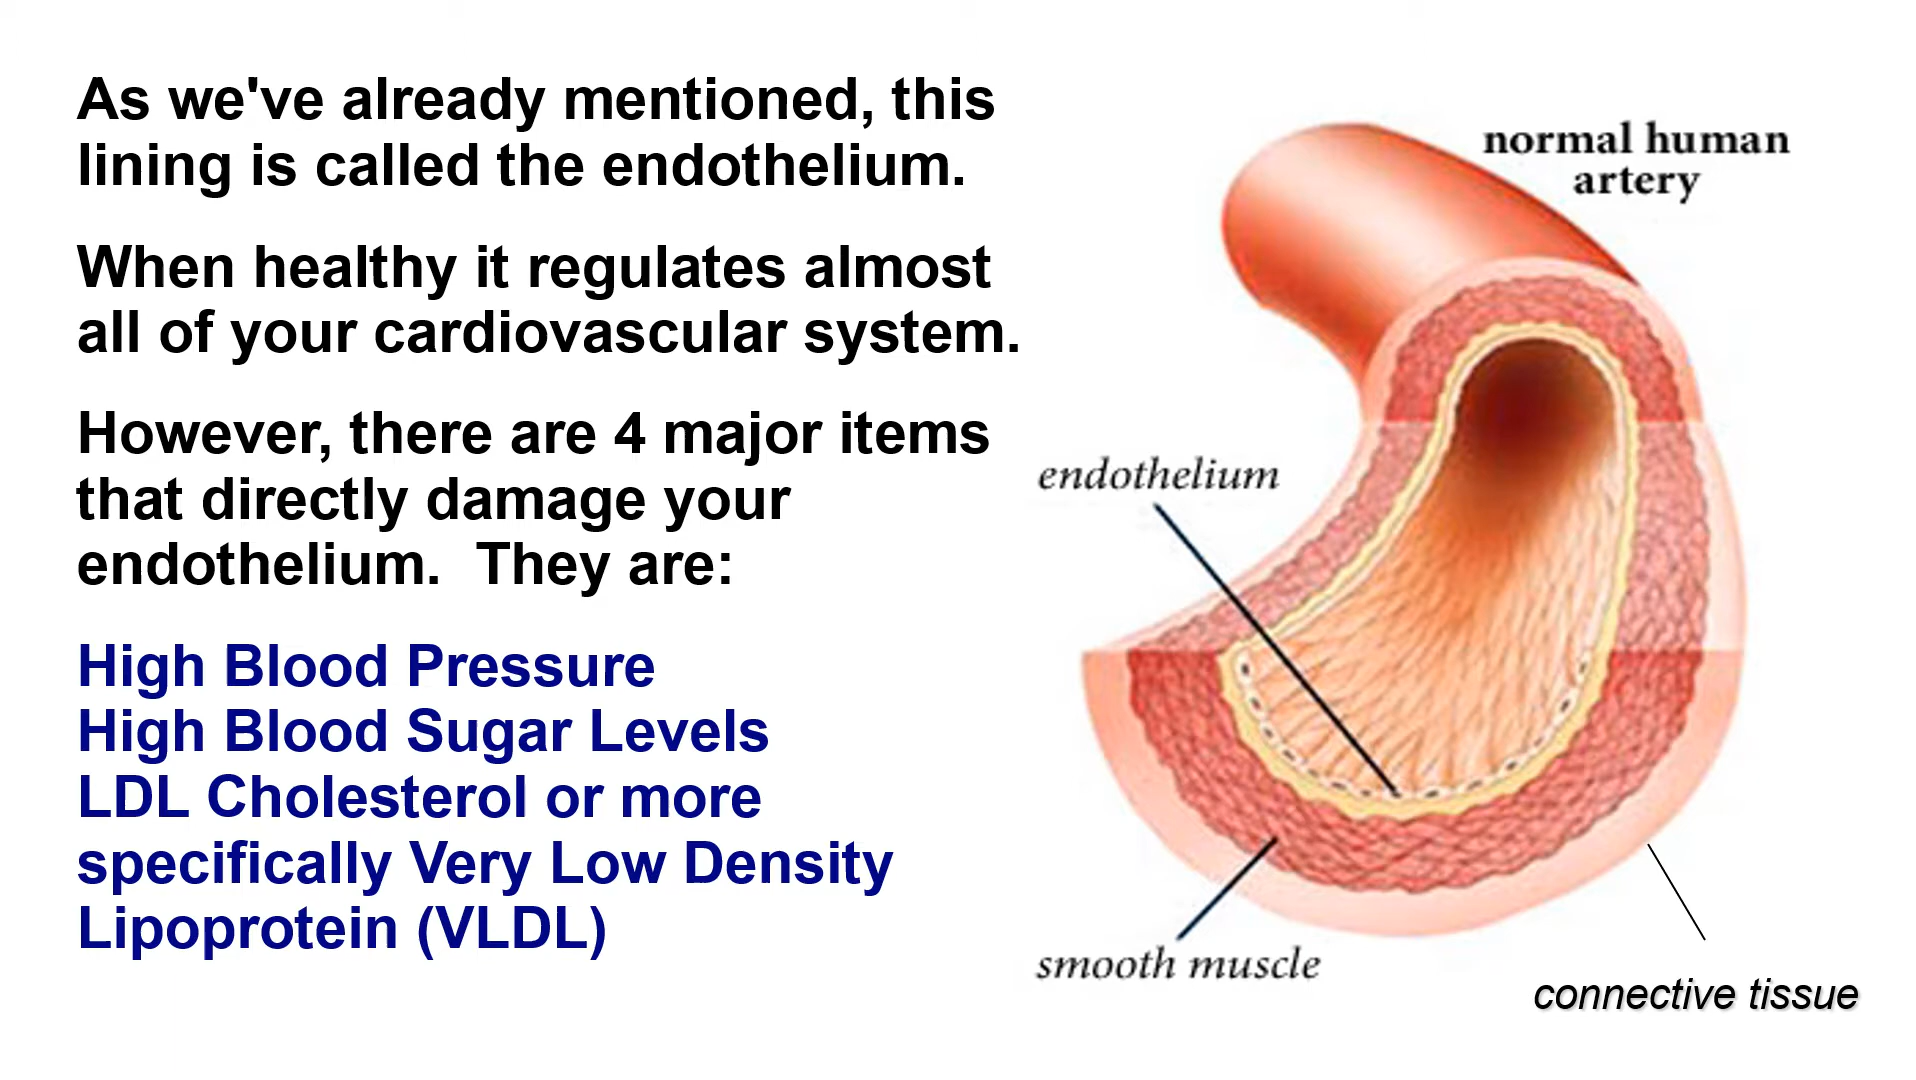 As we've already mentioned, this
lining is called the endothelium.
When healthy it regulates almost
all of your cardiovascular system.
However, there are 4 major items
that directly damage your
endothelium.  They are:
High Blood Pressure
High Blood Sugar Levels
LDL Cholesterol or more
specifically Very Low Density
Lipoprotein (VLDL)
normal human
artery
endothelium
smooth muscle
connective tissue